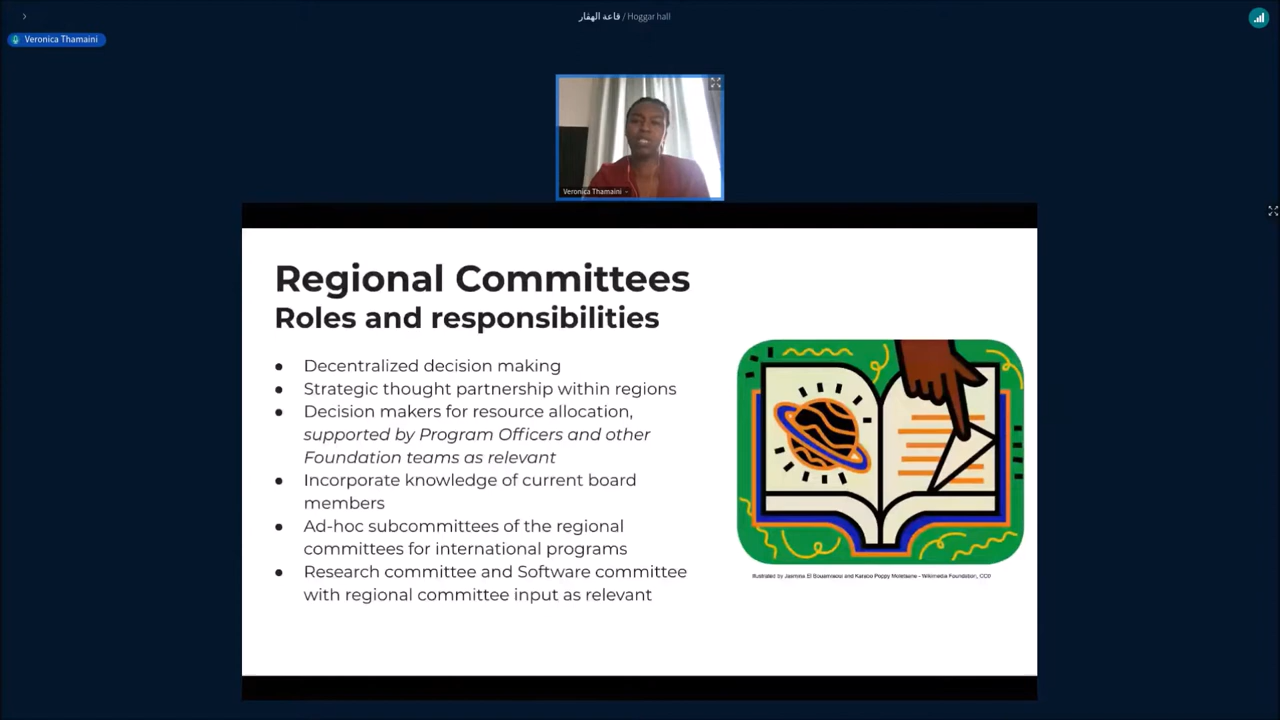 قاعة الهڨار / Hoggar hall
Veronica Thamaini
Veronica Thamaini
Regional Committees
Roles and responsibilities
● Decentralized decision making
● Strategic thought partnership within regions
● Decision makers for resource allocation,
supported by Program Officers and other
Foundation teams as relevant
● Incorporate knowledge of current board
members
● Ad-hoc subcommittees of the regional
committees for international programs
● Research committee and Software committee
with regional committee input as relevant
Illustrated by Jasmina El Bouamraoui and Karabo Poppy Moletsane - Wikimedia Foundation, CC0